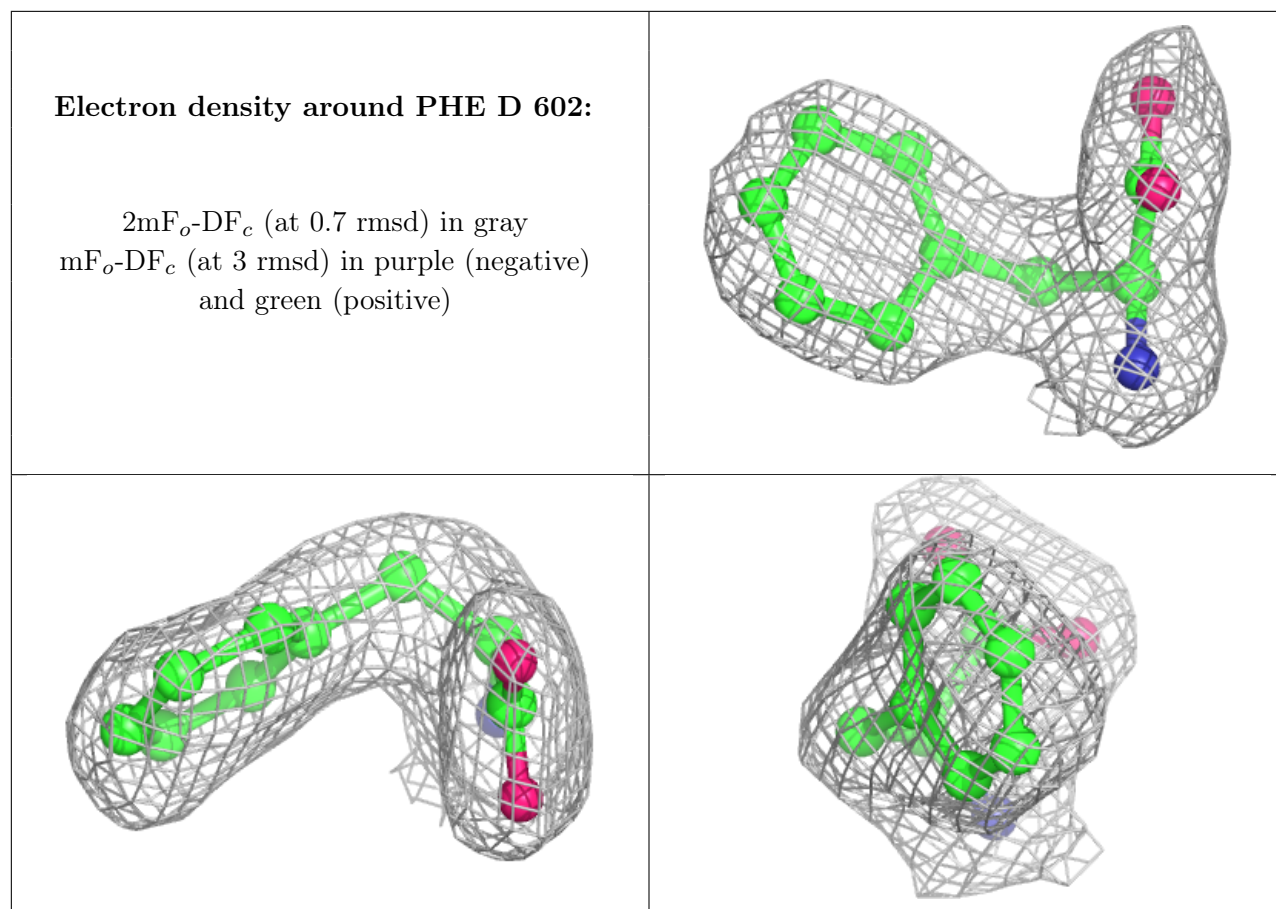 Electron density around PHE D 602:
2mFo-DFc (at 0.7 rmsd) in gray
mFo-DFc (at 3 rmsd) in purple (negative)
and green (positive)